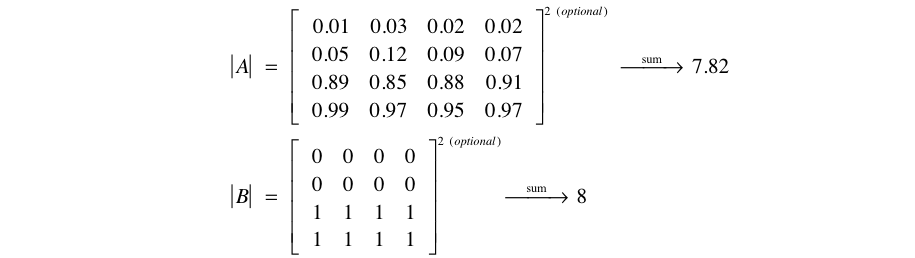 |A| = [ 0.01 0.03 0.02 0.02 ]2 (optional)
0.05 0.12 0.09 0.07
0.89 0.85 0.88 0.91
0.99 0.97 0.95 0.97
sum → 7.82
|B| = [ 0 0 0 0 ]2 (optional)
0 0 0 0
1 1 1 1
1 1 1 1
sum → 8